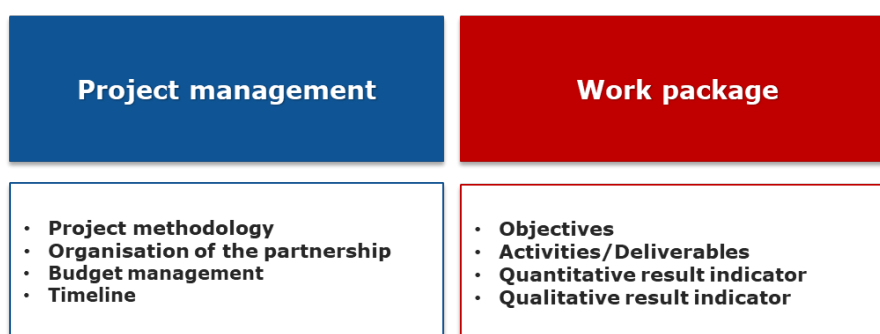 Project management
• Project methodology
• Organisation of the partnership
• Budget management
• Timeline
Work package
• Objectives
• Activities/Deliverables
• Quantitative result indicator
• Qualitative result indicator